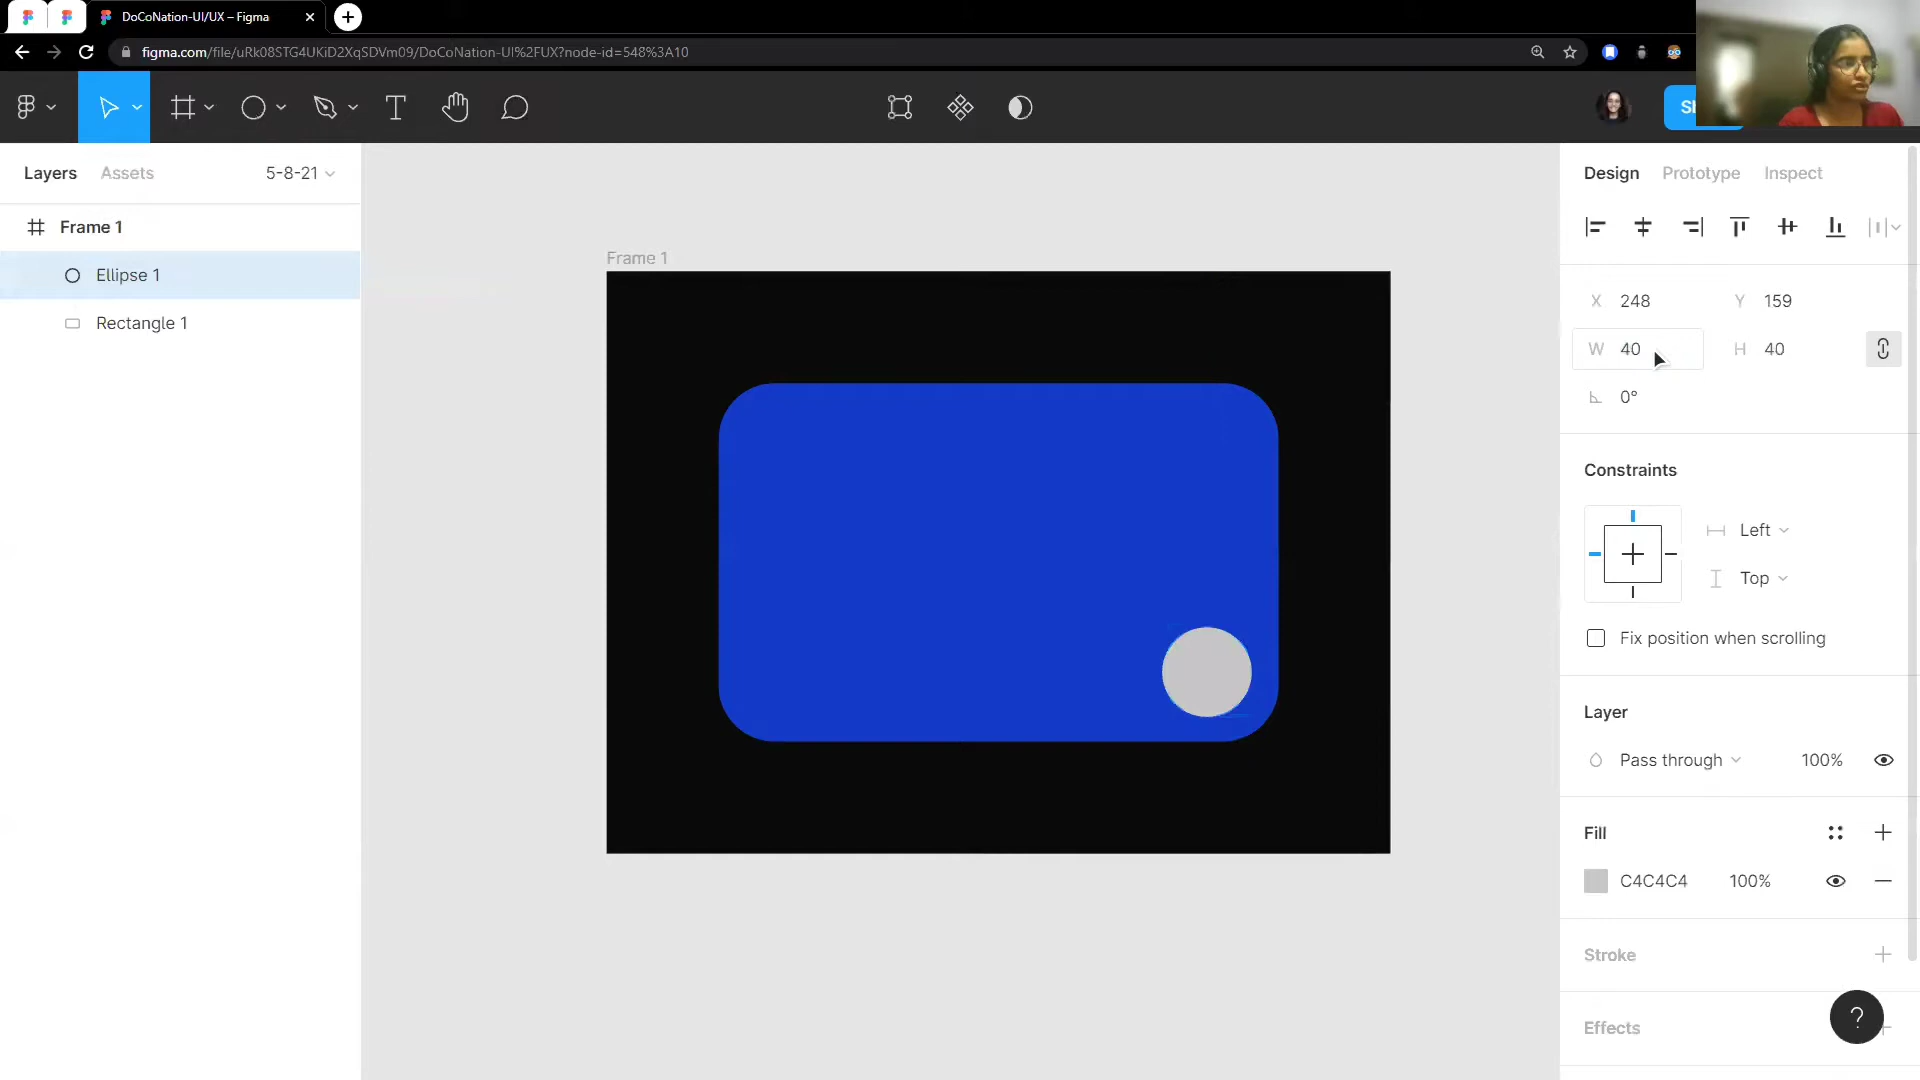 DoCoNation-UI/UX – Figma
figma.com/file/uRk08STG4UKiD2XqSDVm09/DoCoNation-UI%2FUX?node-id=548%3A10
Layers Assets 5-8-21
Design Prototype Inspect
Frame 1
Ellipse 1
Rectangle 1
Frame 1
X 248 Y 159
W 40 H 40
0°
Constraints
Left
Top
Fix position when scrolling
Layer
Pass through 100%
Fill
C4C4C4 100%
Stroke
Effects
?